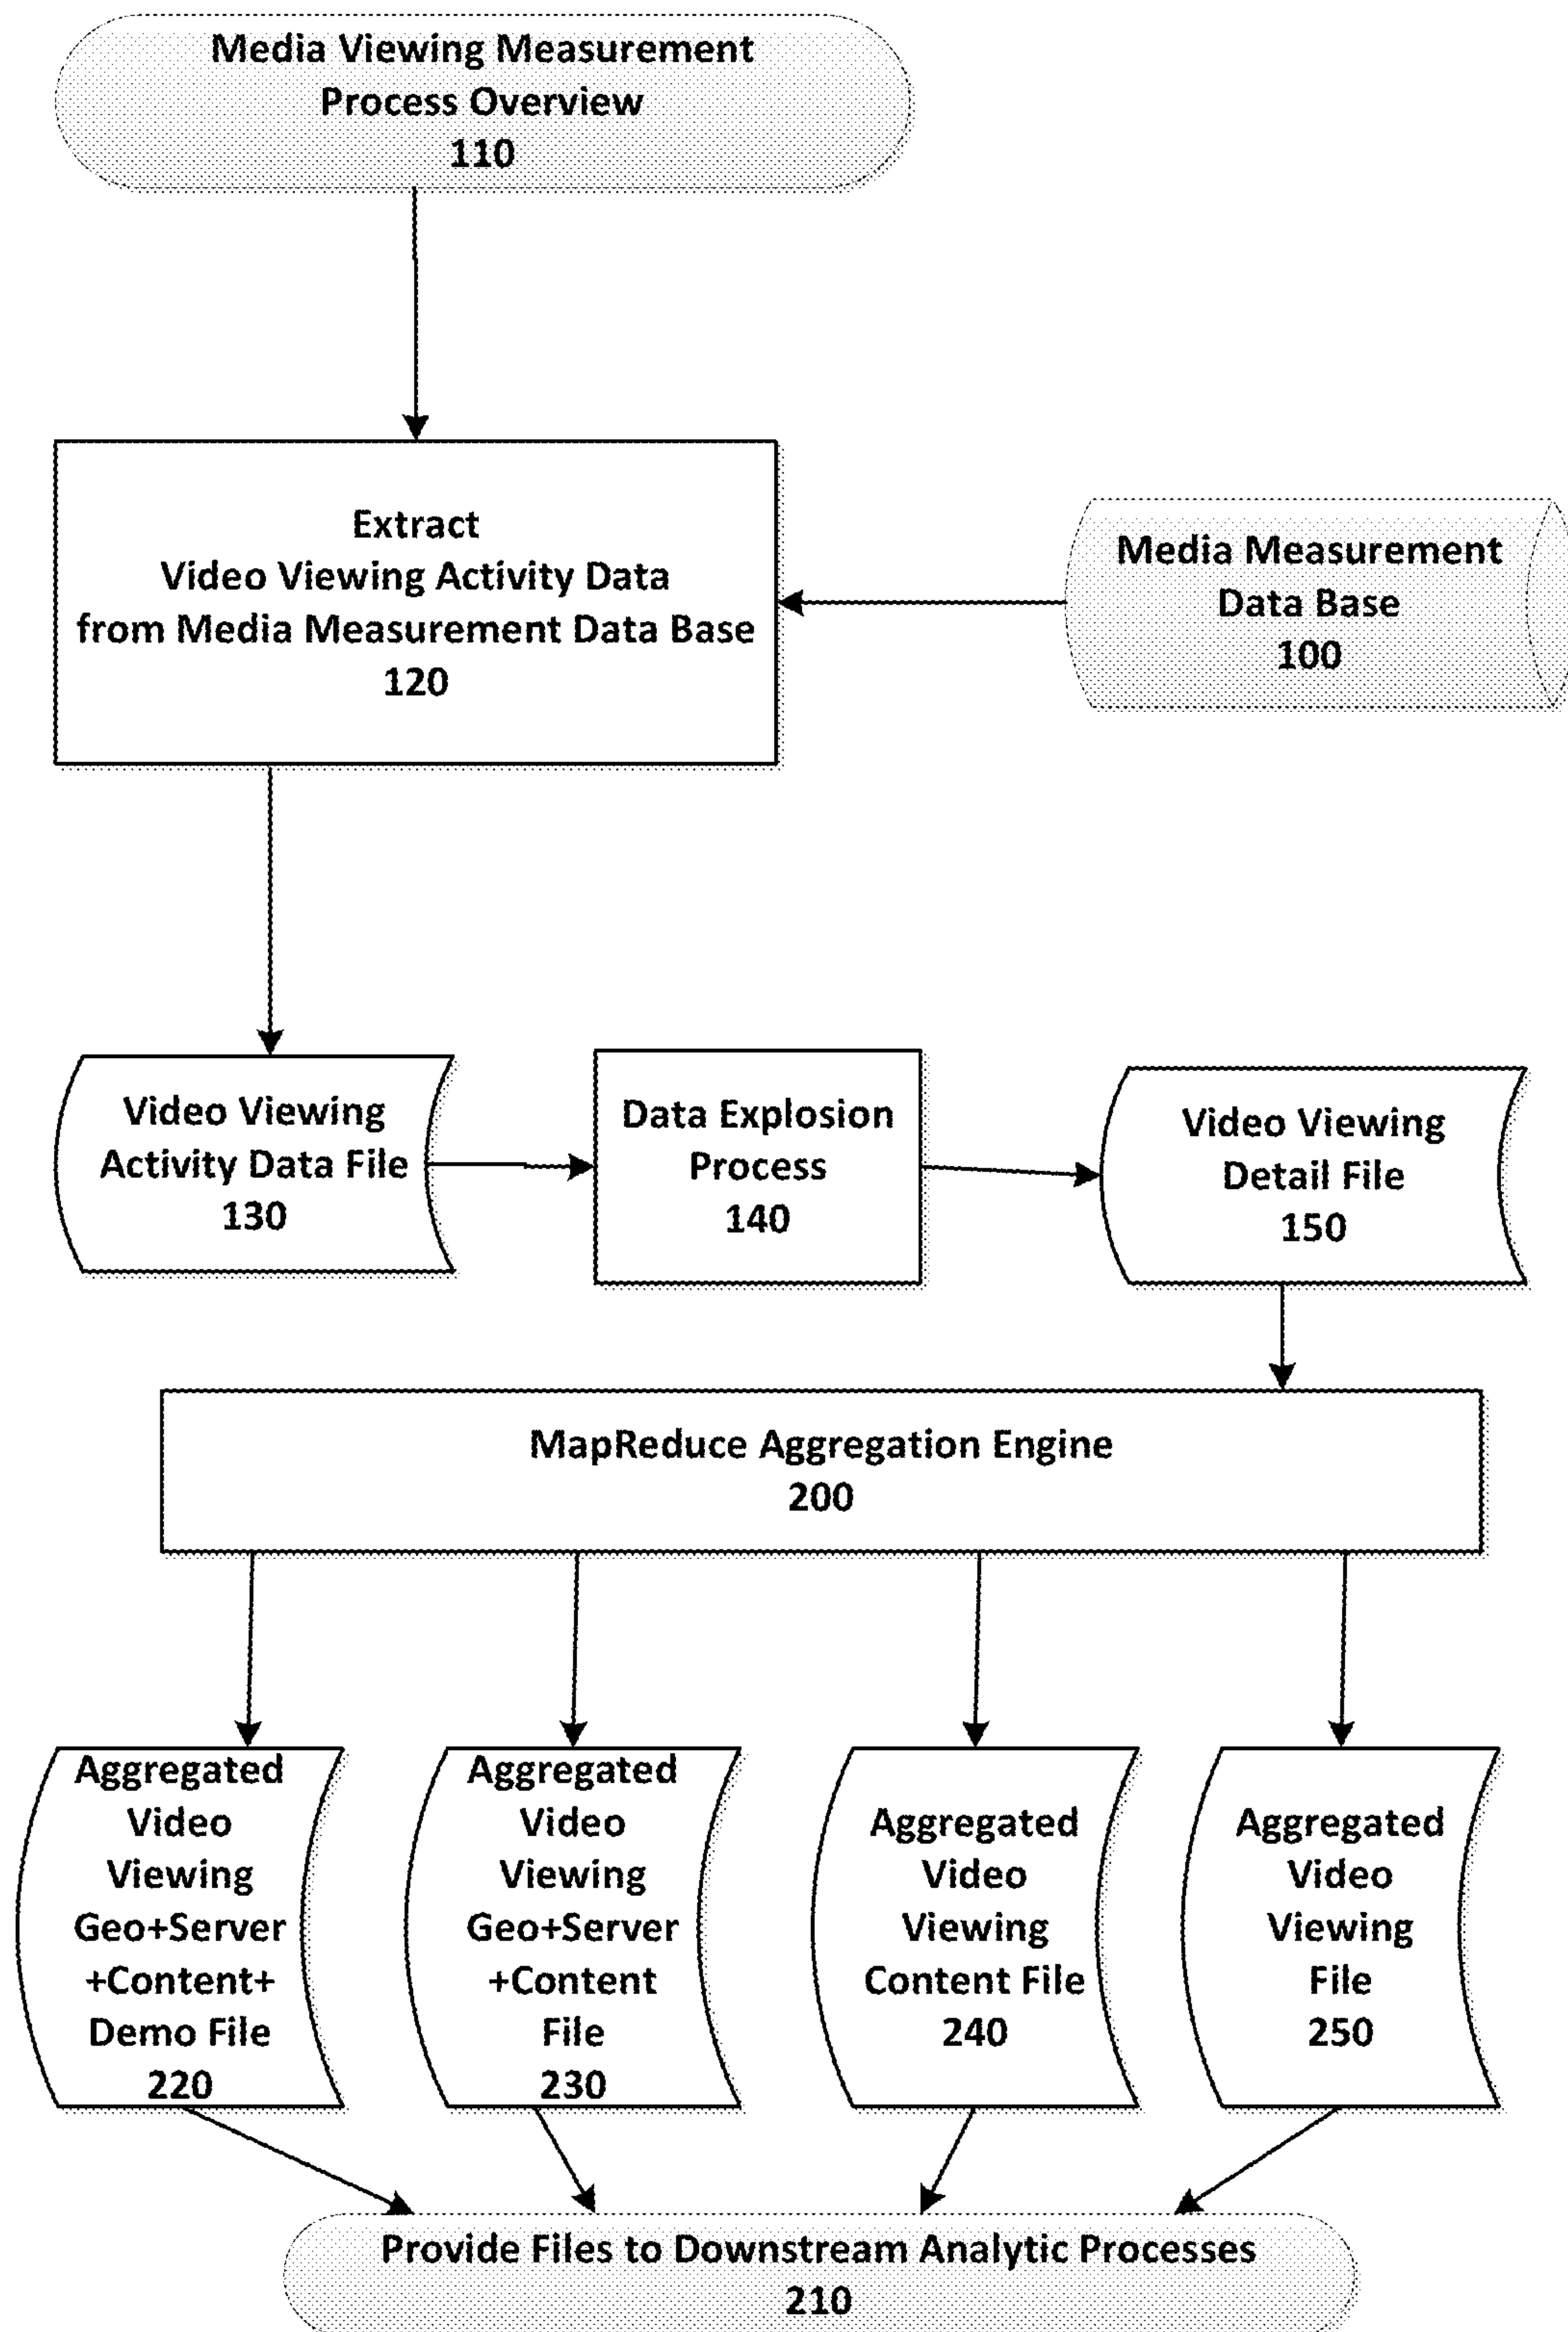 Media Viewing Measurement
Process Overview
110
Extract
Video Viewing Activity Data
from Media Measurement Data Base
120
Media Measurement
Data Base
100
Video Viewing
Activity Data File
130
Data Explosion
Process
140
Video Viewing
Detail File
150
MapReduce Aggregation Engine
200
Aggregated
Video
Viewing
Geo+Server
+Content+
Demo File
220
Aggregated
Video
Viewing
Geo+Server
+Content
File
230
Aggregated
Video
Viewing
Content File
240
Aggregated
Video
Viewing
File
250
Provide Files to Downstream Analytic Processes
210